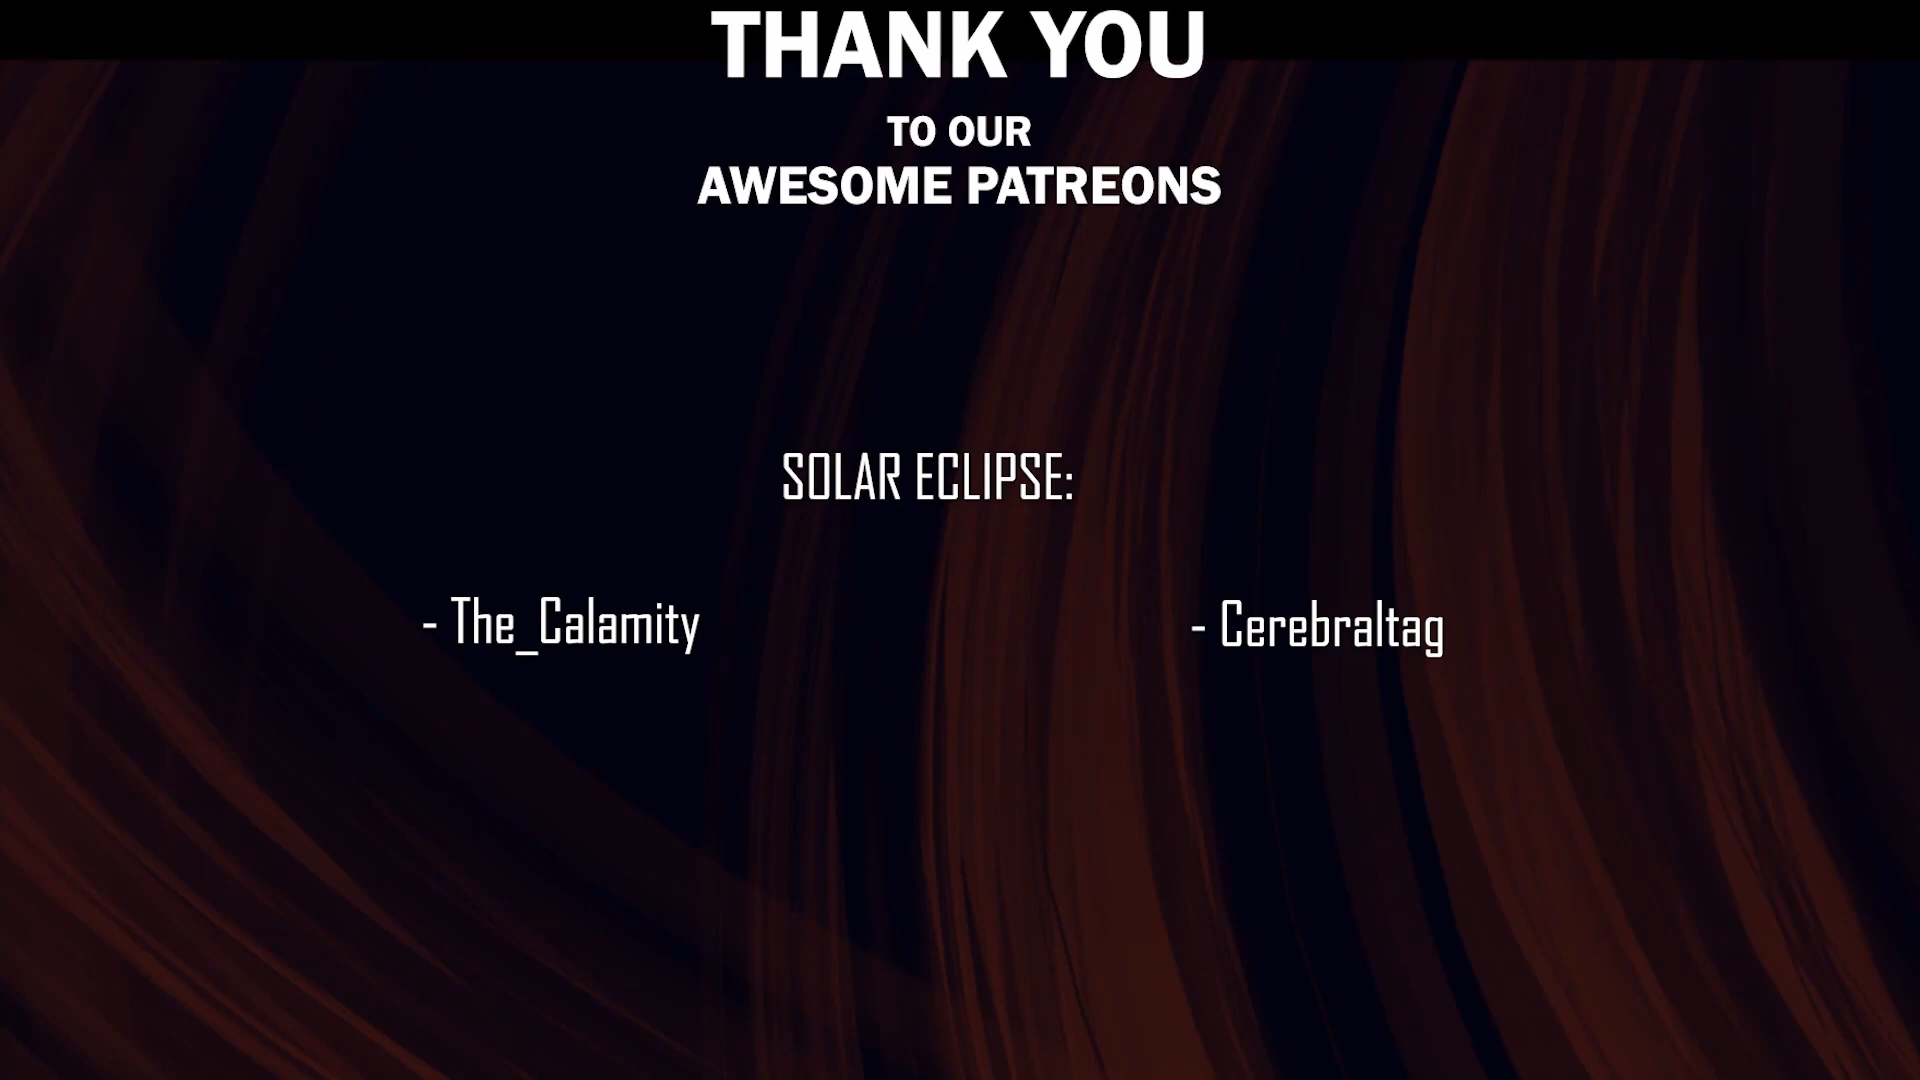 THANK YOU
TO OUR
AWESOME PATREONS
SOLAR ECLIPSE:
- The_Calamity
- Cerebraltag